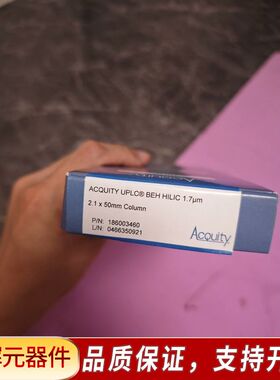 ACQUITY UPLC® BEH HILIC 1.7µm
2.1 x 50mm Column
P/N: 186003460
L/N: 0466350921
Acquity
元器件
品质保证，支持开